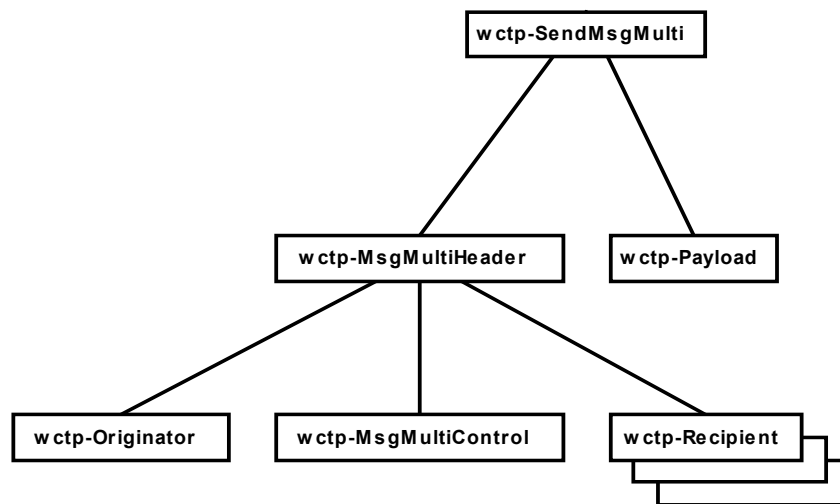 wctp-SendMsgMulti
wctp-MsgMultiHeader
wctp-Payload
wctp-Originator
wctp-MsgMultiControl
wctp-Recipient